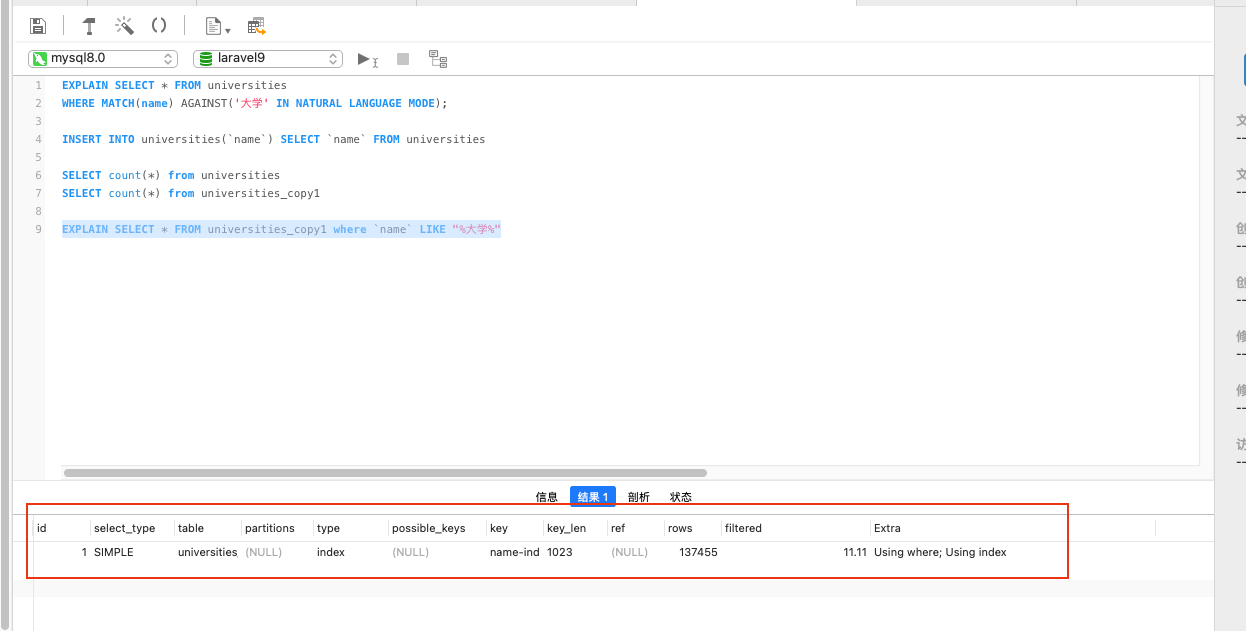 mysql8.0 laravel9
1 EXPLAIN SELECT * FROM universities
2 WHERE MATCH(name) AGAINST('大学' IN NATURAL LANGUAGE MODE);
3
4 INSERT INTO universities(`name`) SELECT `name` FROM universities
5
6 SELECT count(*) from universities
7 SELECT count(*) from universities_copy1
8
9 EXPLAIN SELECT * FROM universities_copy1 where `name` LIKE "%大学%"
信息 结果 1 剖析 状态
id select_type table partitions type possible_keys key key_len ref rows filtered Extra
1 SIMPLE universities (NULL) index (NULL) name-ind 1023 (NULL) 137455 11.11 Using where; Using index
文
--
文
--
创
--
创
--
修
--
修
--
访
--